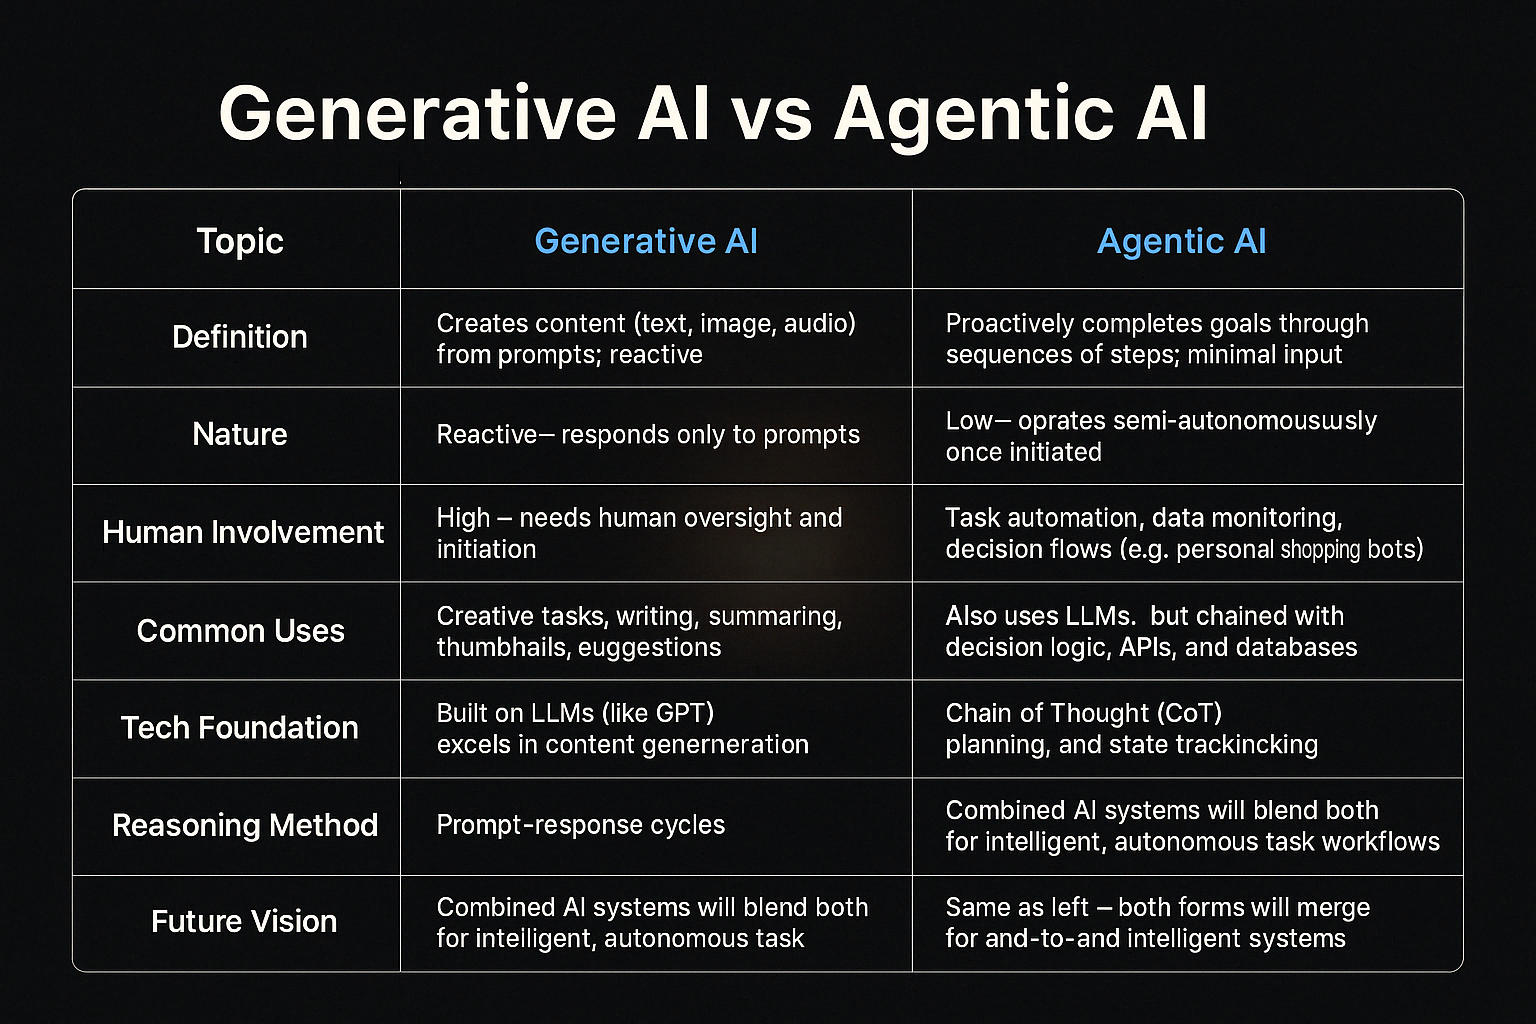 Generative AI vs Agentic AI
Topic
Generative AI
Agentic AI
Definition
Creates content (text, image, audio)
from prompts; reactive
Proactively completes goals through
sequences of steps; minimal input
Nature
Reactive— responds only to prompts
Low— oprates semi-autonomoususly
once initiated
Human Involvement
High – needs human oversight and
initiation
Task automation, data monitoring,
decision flows (e.g. personal shopping bots)
Common Uses
Creative tasks, writing, summaring,
thumbhails, euggestions
Also uses LLMs.  but chained with
decision logic, APIs, and databases
Tech Foundation
Built on LLMs (like GPT)
excels in content generneration
Chain of Thought (CoT)
planning, and state trackincking
Reasoning Method
Prompt-response cycles
Combined AI systems will blend both
for intelligent, autonomous task workflows
Future Vision
Combined AI systems will blend both
for inteiligent, autonomous task
Same as left – both forms will merge
for and-to-and intelligent systems